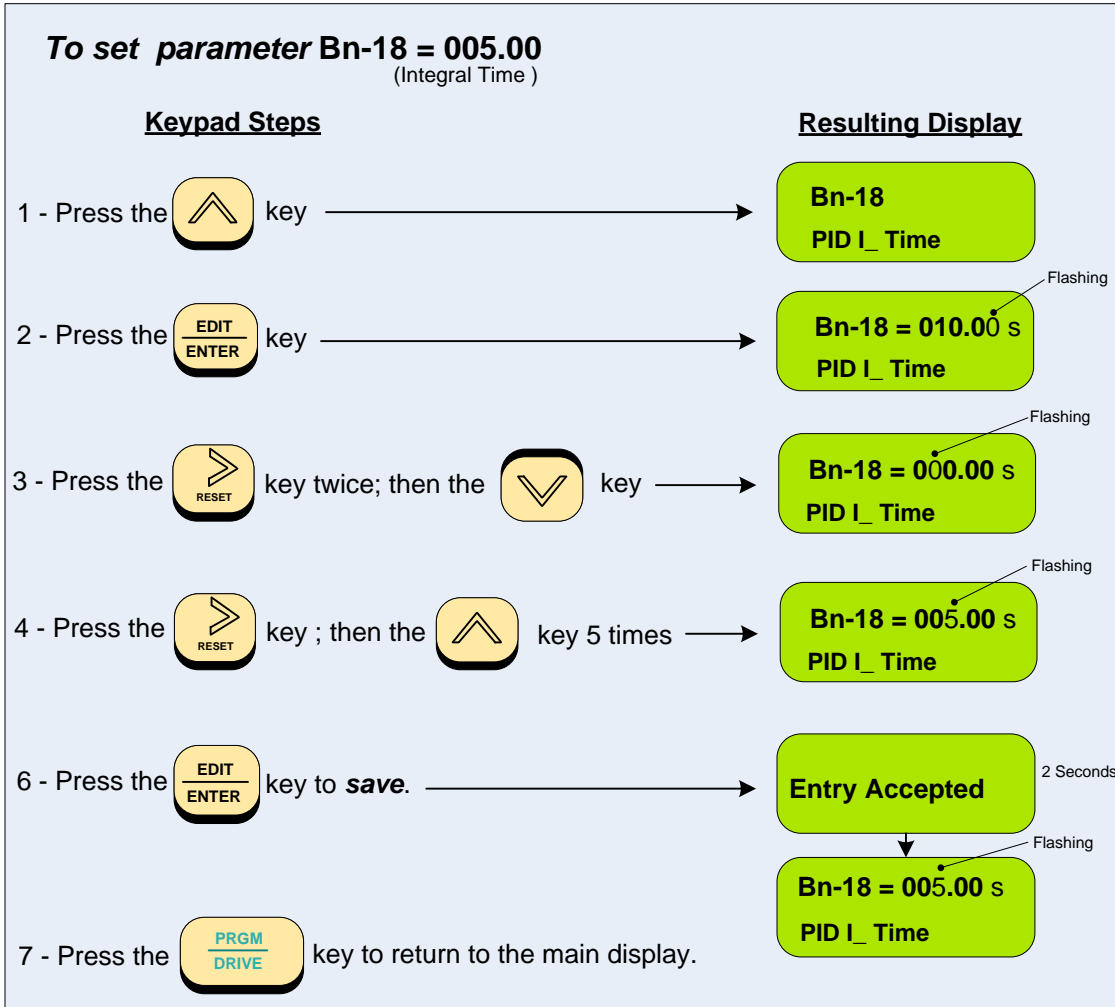 To set parameter Bn-18 = 005.00
(Integral Time )
Keypad Steps
Resulting Display
1 - Press the key
Bn-18
PID I_ Time
2 - Press the EDIT ENTER key
Flashing
Bn-18 = 010.00 s
PID I_ Time
3 - Press the RESET key twice; then the key
Flashing
Bn-18 = 000.00 s
PID I_ Time
4 - Press the RESET key ; then the key 5 times
Flashing
Bn-18 = 005.00 s
PID I_ Time
6 - Press the EDIT ENTER key to save.
Entry Accepted
2 Seconds
Flashing
Bn-18 = 005.00 s
PID I_ Time
7 - Press the PRGM DRIVE key to return to the main display.